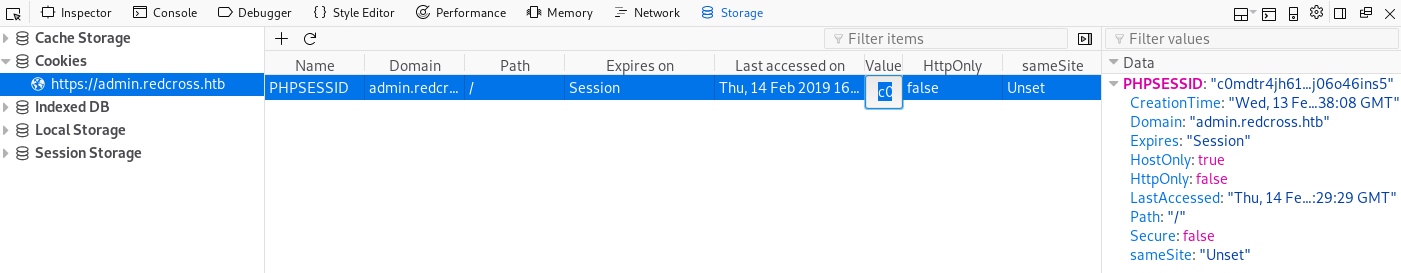 Inspector Console Debugger Style Editor Performance Memory Network Storage
Cache Storage
Cookies
https://admin.redcross.htb
Indexed DB
Local Storage
Session Storage
Filter items
Name Domain Path Expires on Last accessed on Value HttpOnly sameSite
PHPSESSID admin.redcr... / Session Thu, 14 Feb 2019 16... c0 false Unset
Filter values
Data
PHPSESSID: "c0mdtr4jh61...j06o46ins5"
CreationTime: "Wed, 13 Fe...38:08 GMT"
Domain: "admin.redcross.htb"
Expires: "Session"
HostOnly: true
HttpOnly: false
LastAccessed: "Thu, 14 Fe...:29:29 GMT"
Path: "/"
Secure: false
sameSite: "Unset"